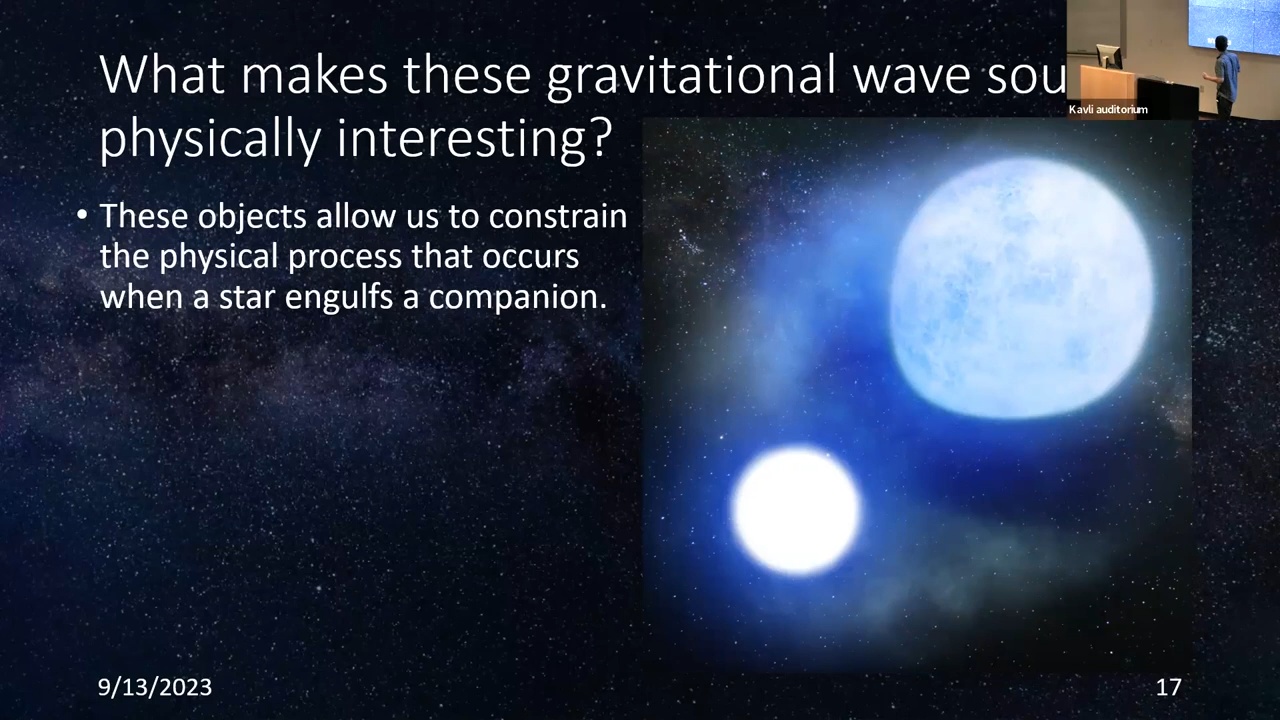 What makes these gravitational wave sou
physically interesting?
Kavli auditorium
• These objects allow us to constrain
the physical process that occurs
when a star engulfs a companion.
9/13/2023
17